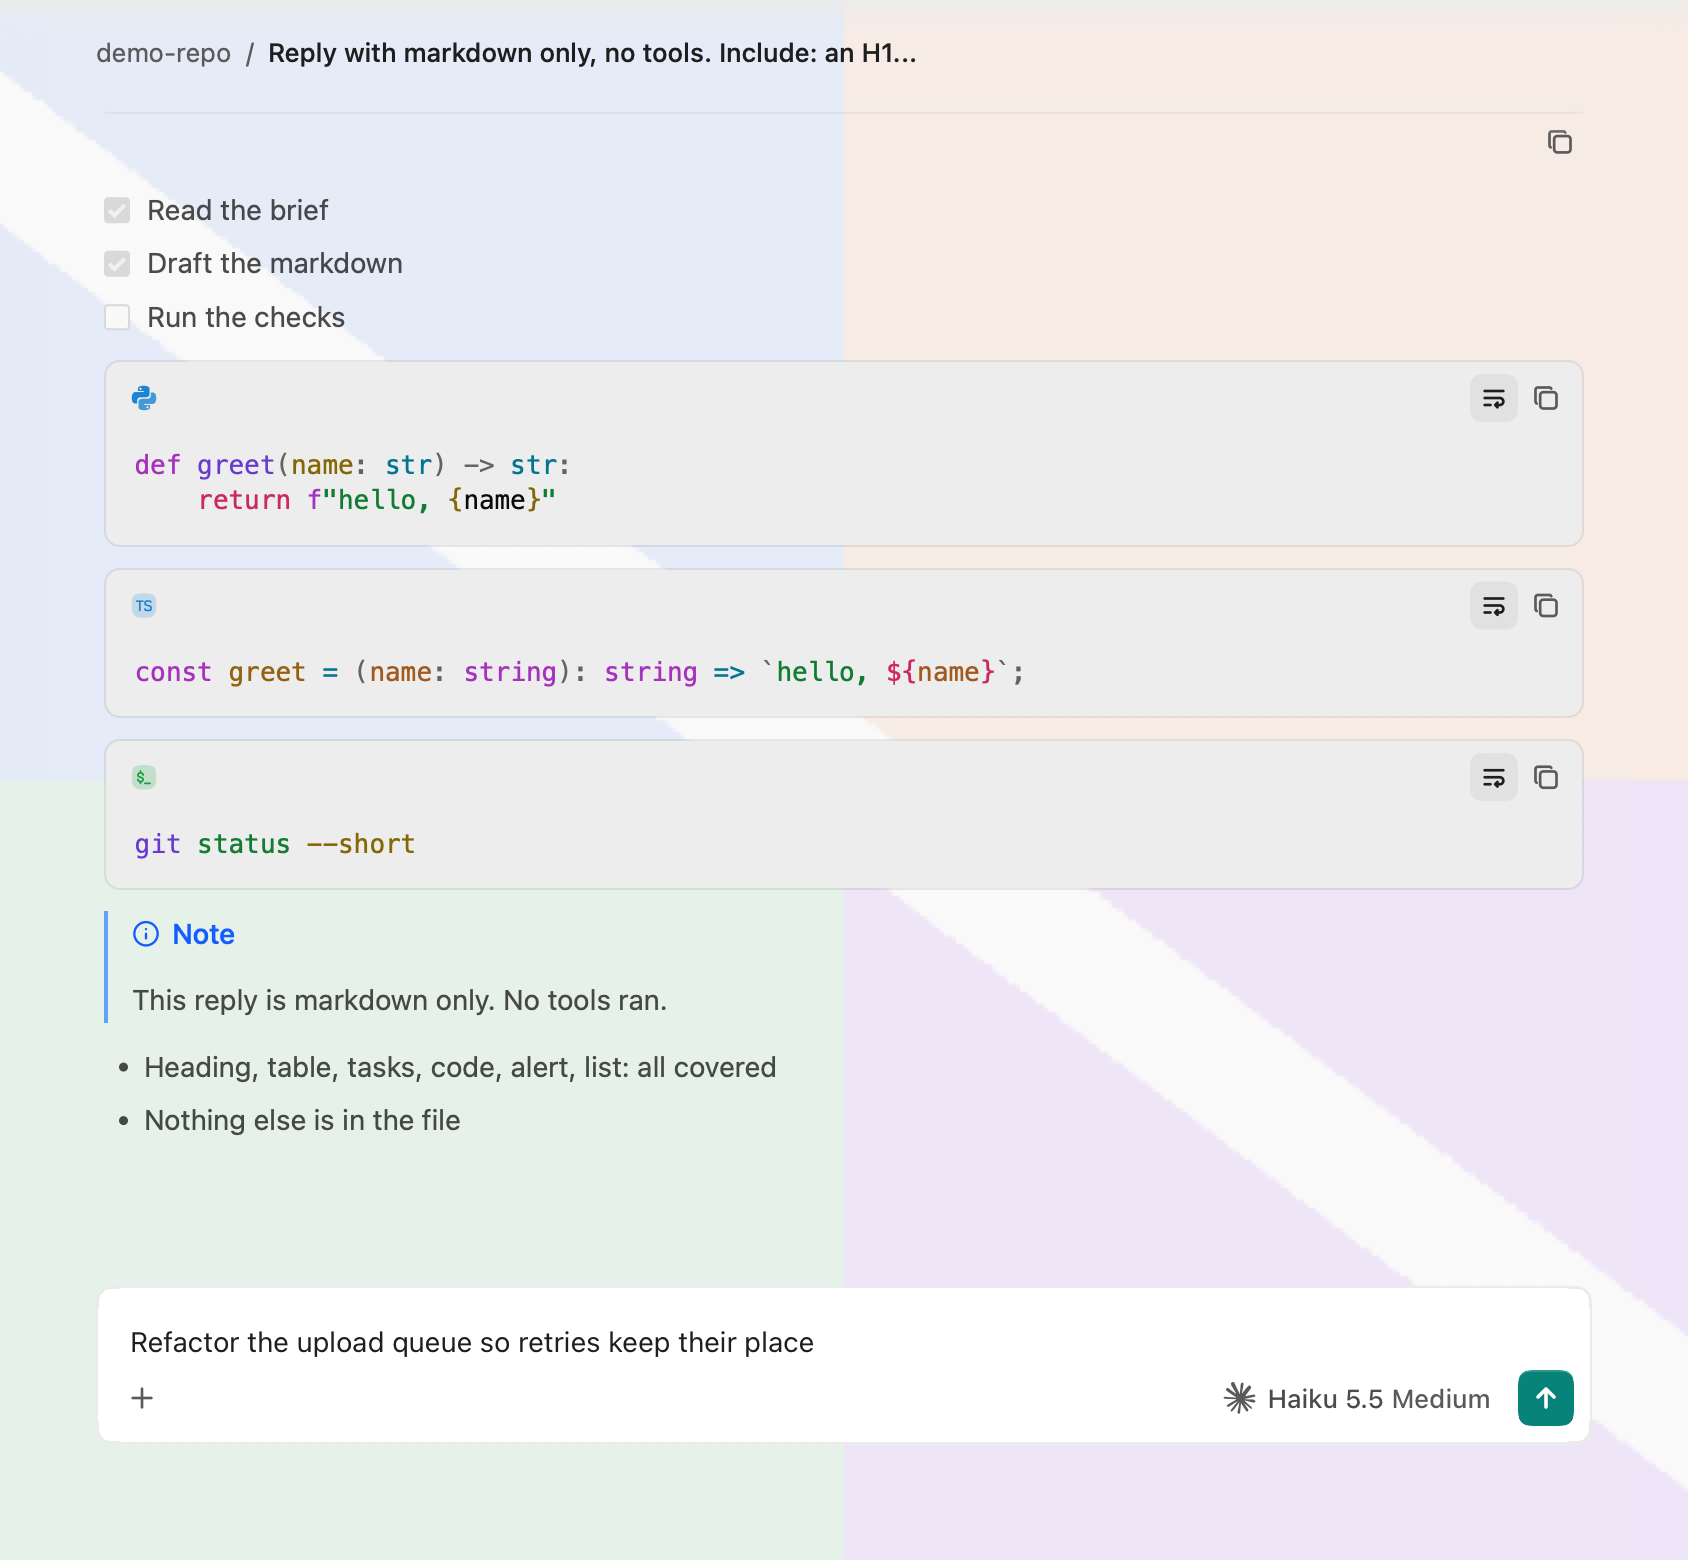 demo-repo / Reply with markdown only, no tools. Include: an H1...
Read the brief
Draft the markdown
Run the checks
def greet(name: str) -> str:
    return f"hello, {name}"
TS
const greet = (name: string): string => `hello, ${name}`;
$_
git status --short
Note
This reply is markdown only. No tools ran.
• Heading, table, tasks, code, alert, list: all covered
• Nothing else is in the file
Refactor the upload queue so retries keep their place
Haiku 5.5 Medium